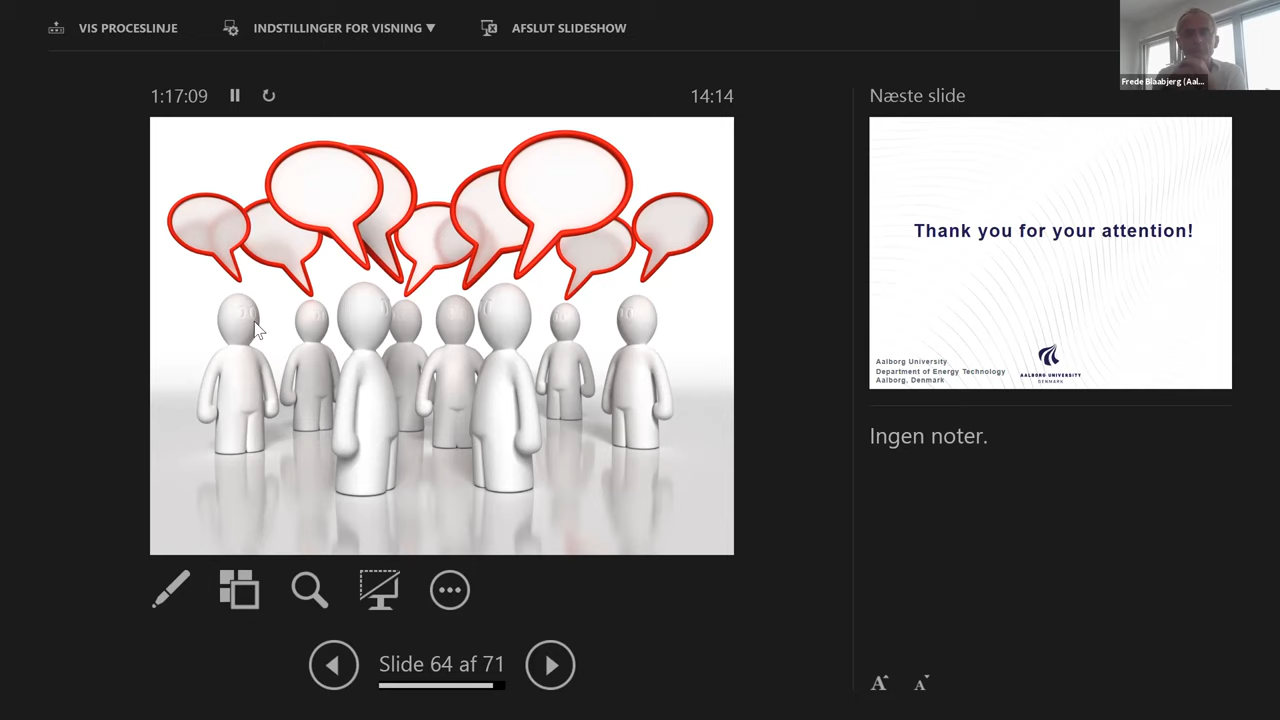 VIS PROCESLINJE
INDSTILLINGER FOR VISNING ▼
AFSLUT SLIDESHOW
Frede Blaabjerg (Aal...
1:17:09
14:14
Næste slide
Thank you for your attention!
Aalborg University
Department of Energy Technology
Aalborg, Denmark
AALBORG UNIVERSITY
DENMARK
Ingen noter.
Slide 64 af 71
A A